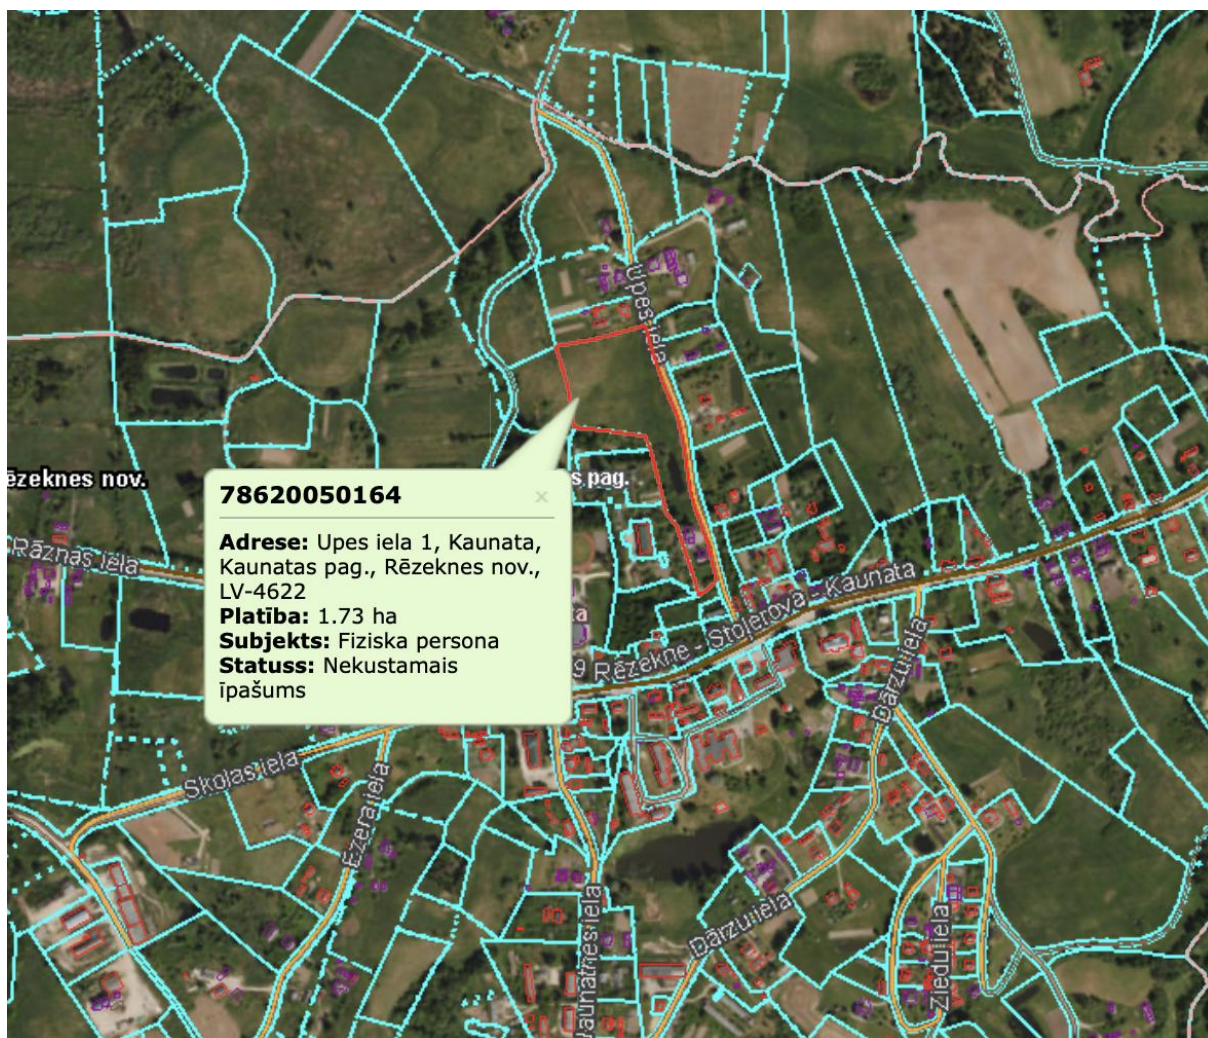 Upes iela
ēzeknes nov.
s pag.
78620050164
×
Adrese: Upes iela 1, Kaunata,
Kaunatas pag., Rēzeknes nov.,
LV-4622
Platība: 1.73 ha
Subjekts: Fiziska persona
Statuss: Nekustamais
īpašums
Rāznas iela
ta
9 Rēzekne - Stoļerova - Kaunata
Dārzu iela
Skolas iela
Ezera iela
Jaunatnes iela
Dārzu iela
Ziedu iela